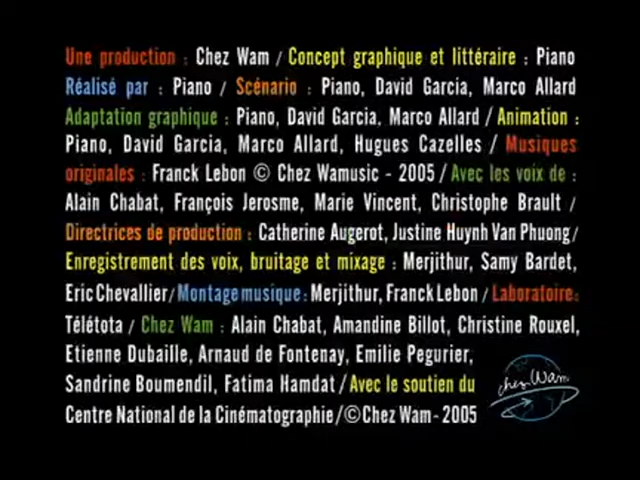 Une production : Chez Wam / Concept graphique et littéraire : Piano
Réalisé par : Piano / Scénario : Piano, David Garcia, Marco Allard
Adaptation graphique : Piano, David Garcia, Marco Allard / Animation :
Piano, David Garcia, Marco Allard, Hugues Cazelles / Musiques
originales : Franck Lebon © Chez Wamusic - 2005 / Avec les voix de :
Alain Chabat, François Jerosme, Marie Vincent, Christophe Brault /
Directrices de production : Catherine Augerot, Justine Huynh Van Phuong/
Enregistrement des voix, bruitage et mixage : Merjithur, Samy Bardet,
Eric Chevallier/Montage musique : Merjithur, Franck Lebon / Laboratoire:
Télétota / Chez Wam : Alain Chabat, Amandine Billot, Christine Rouxel,
Etienne Dubaille, Arnaud de Fontenay, Emilie Pegurier,
Sandrine Boumendil, Fatima Hamdat / Avec le soutien du
Centre National de la Cinématographie/©Chez Wam - 2005
chez Wam